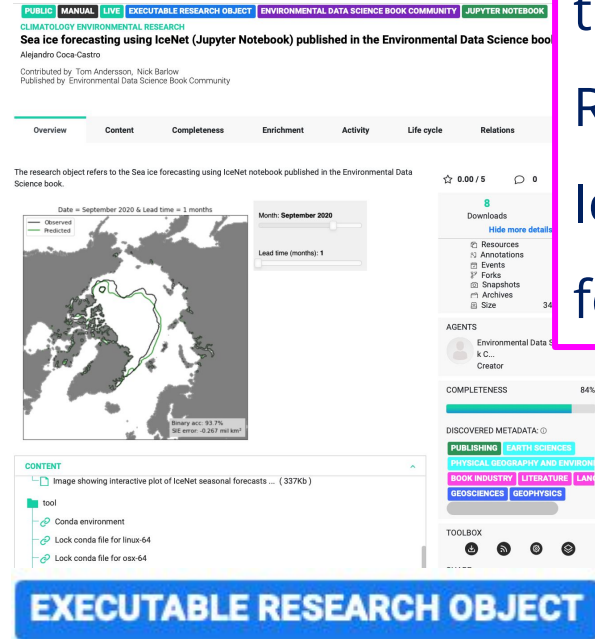 PUBLIC MANUAL LIVE EXECUTABLE RESEARCH OBJECT ENVIRONMENTAL DATA SCIENCE BOOK COMMUNITY JUPYTER NOTEBOOK
CLIMATOLOGY ENVIRONMENTAL RESEARCH
Sea ice forecasting using IceNet (Jupyter Notebook) published in the Environmental Data Science book
Alejandro Coca-Castro
Contributed by Tom Andersson, Nick Barlow
Published by Environmental Data Science Book Community
Overview Content Completeness Enrichment Activity Life cycle Relations
The research object refers to the Sea ice forecasting using IceNet notebook published in the Environmental Data
Science book.
0.00 / 5 0
Date = September 2020 & Lead time = 1 months
Observed
Predicted
Binary acc: 93.7%
SIE error: -0.267 mil km²
Month: September 2020
Lead time (months): 1
8
Downloads
Hide more details
Resources
Annotations
Events
Forks
Snapshots
Archives
Size 34
AGENTS
Environmental Data S
k C...
Creator
COMPLETENESS 84%
DISCOVERED METADATA:
PUBLISHING EARTH SCIENCES
PHYSICAL GEOGRAPHY AND ENVIRON
BOOK INDUSTRY LITERATURE LAN
GEOSCIENCES GEOPHYSICS
TOOLBOX
CONTENT
Image showing interactive plot of IceNet seasonal forecasts ... ( 337Kb )
tool
Conda environment
Lock conda file for linux-64
Lock conda file for osx-64
EXECUTABLE RESEARCH OBJECT